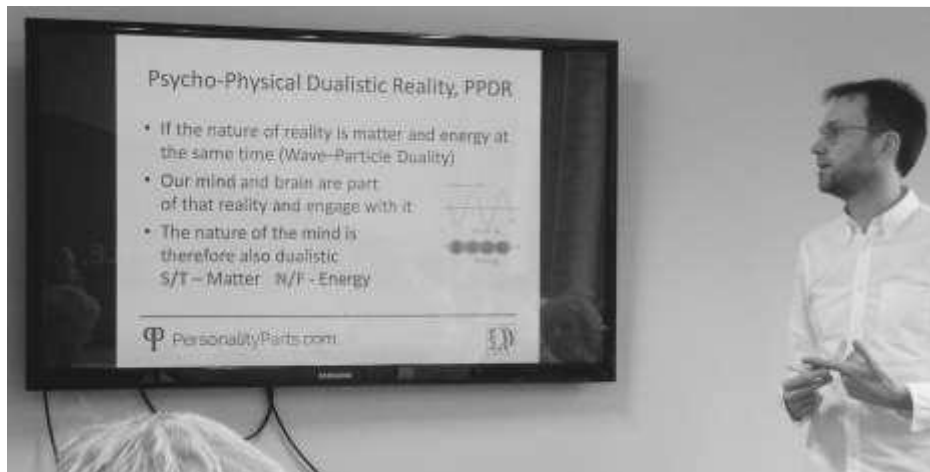 Psycho-Physical Dualistic Reality, PPDR
• If the nature of reality is matter and energy at
the same time (Wave–Particle Duality)
• Our mind and brain are part
of that reality and engage with it
• The nature of the mind is
therefore also dualistic
S/T – Matter N/F - Energy
PersonalityParts.com
SAMSUNG